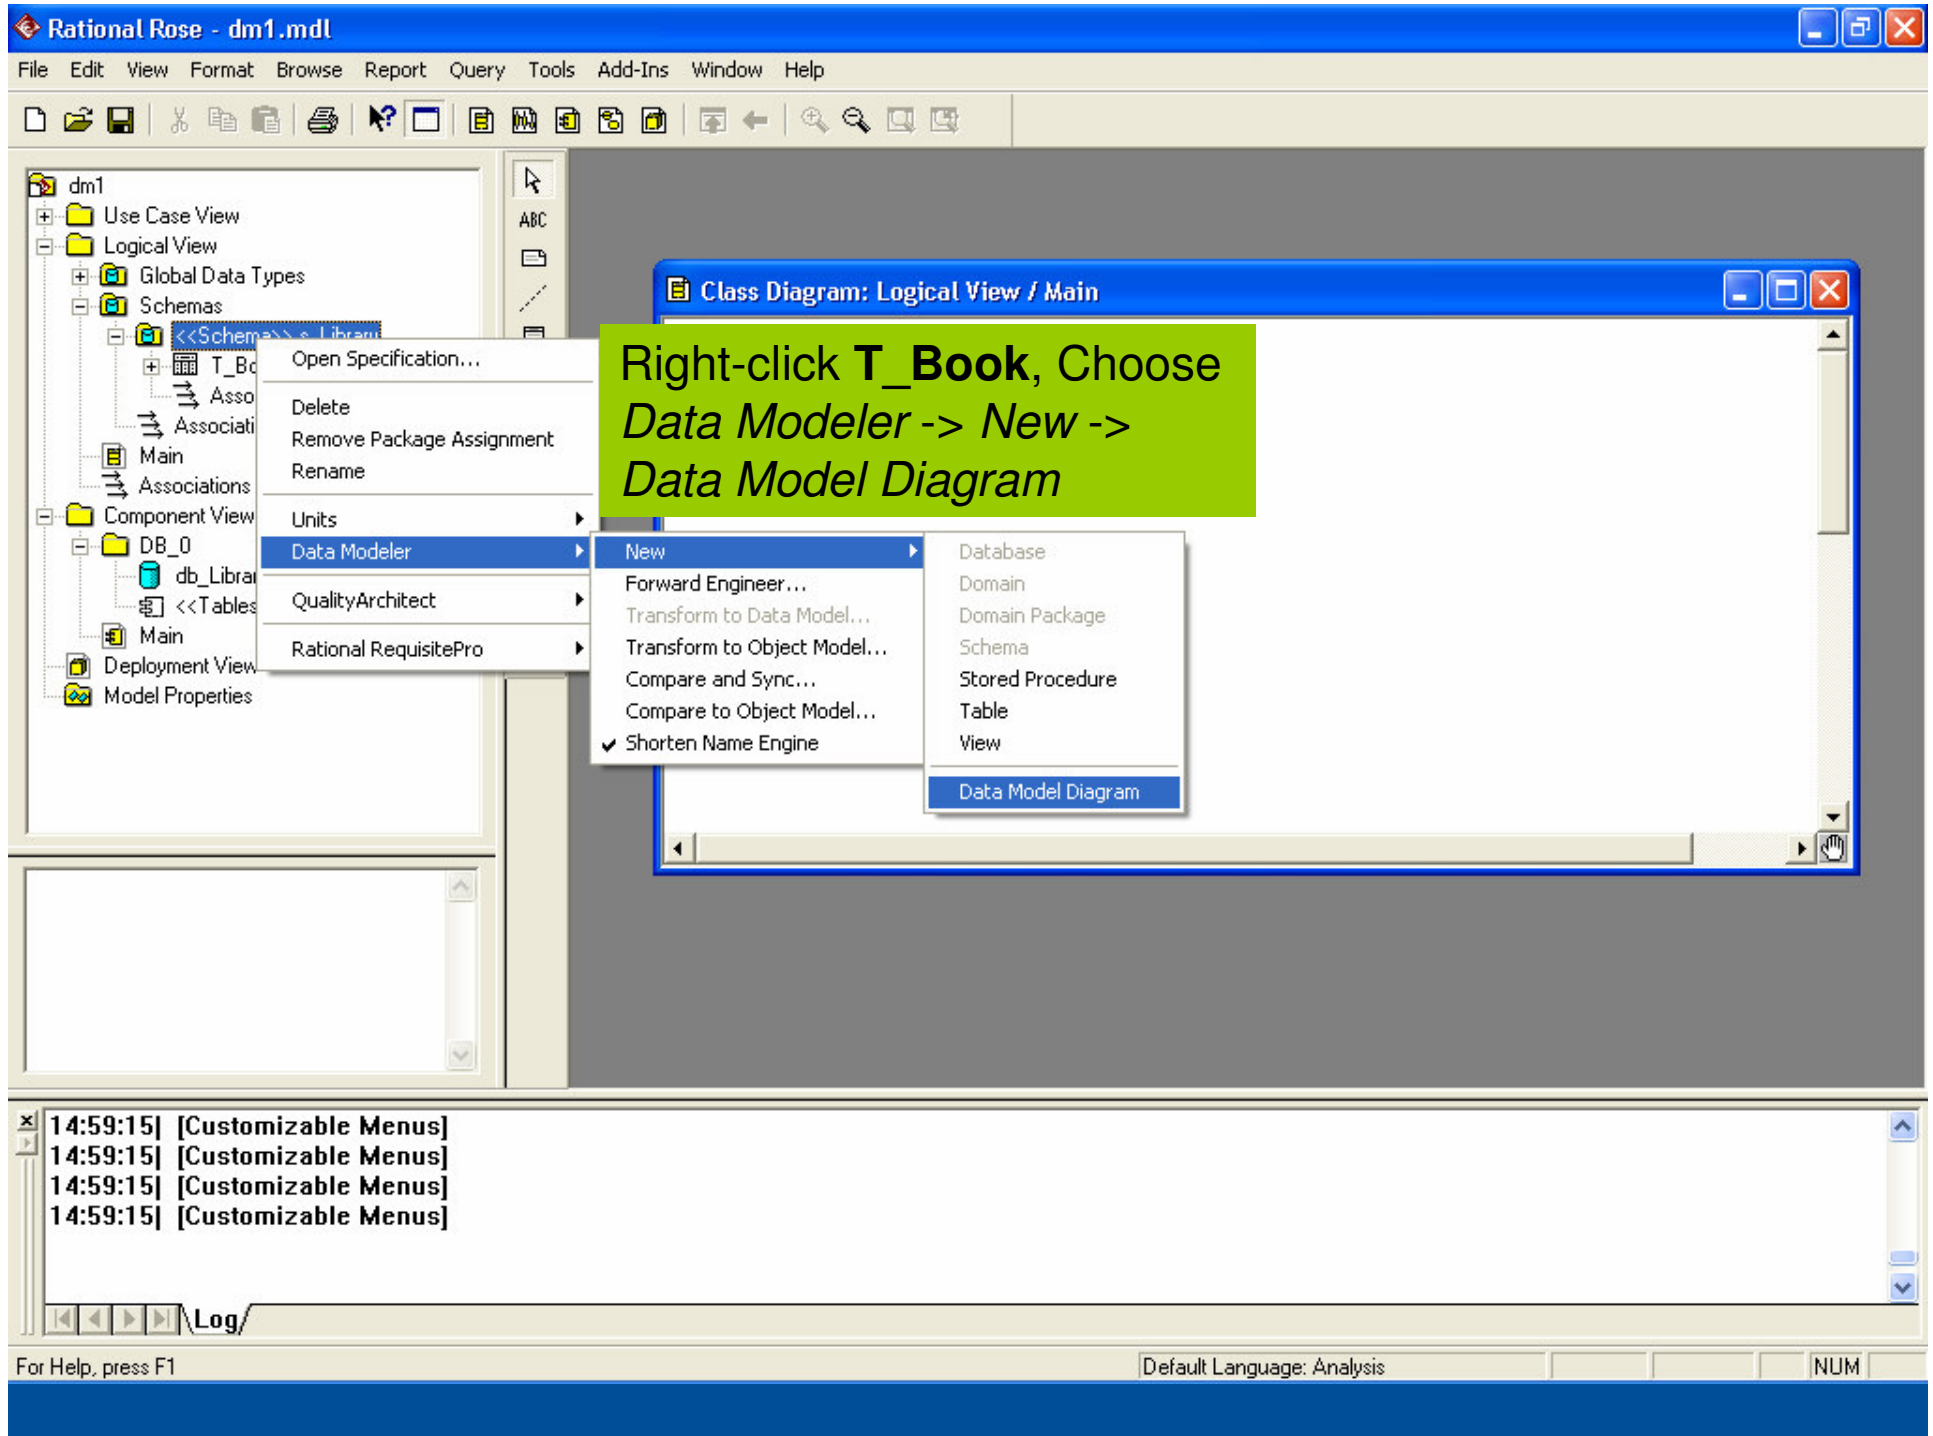 Rational Rose - dm1.mdl
File Edit View Format Browse Report Query Tools Add-Ins Window Help
dm1
Use Case View
Logical View
Global Data Types
Schemas
<<Schema>> s_Library
T_Bo
Asso
Associati
Main
Associations
Component View
DB_0
db_Librar
<<Tables
Main
Deployment View
Model Properties
ABC
Open Specification...
Delete
Remove Package Assignment
Rename
Units
Data Modeler
QualityArchitect
Rational RequisitePro
Class Diagram: Logical View / Main
Right-click T_Book, Choose
Data Modeler -> New ->
Data Model Diagram
New
Forward Engineer...
Transform to Data Model...
Transform to Object Model...
Compare and Sync...
Compare to Object Model...
Shorten Name Engine
Database
Domain
Domain Package
Schema
Stored Procedure
Table
View
Data Model Diagram
14:59:15| [Customizable Menus]
14:59:15| [Customizable Menus]
14:59:15| [Customizable Menus]
14:59:15| [Customizable Menus]
Log
For Help, press F1
Default Language: Analysis
NUM